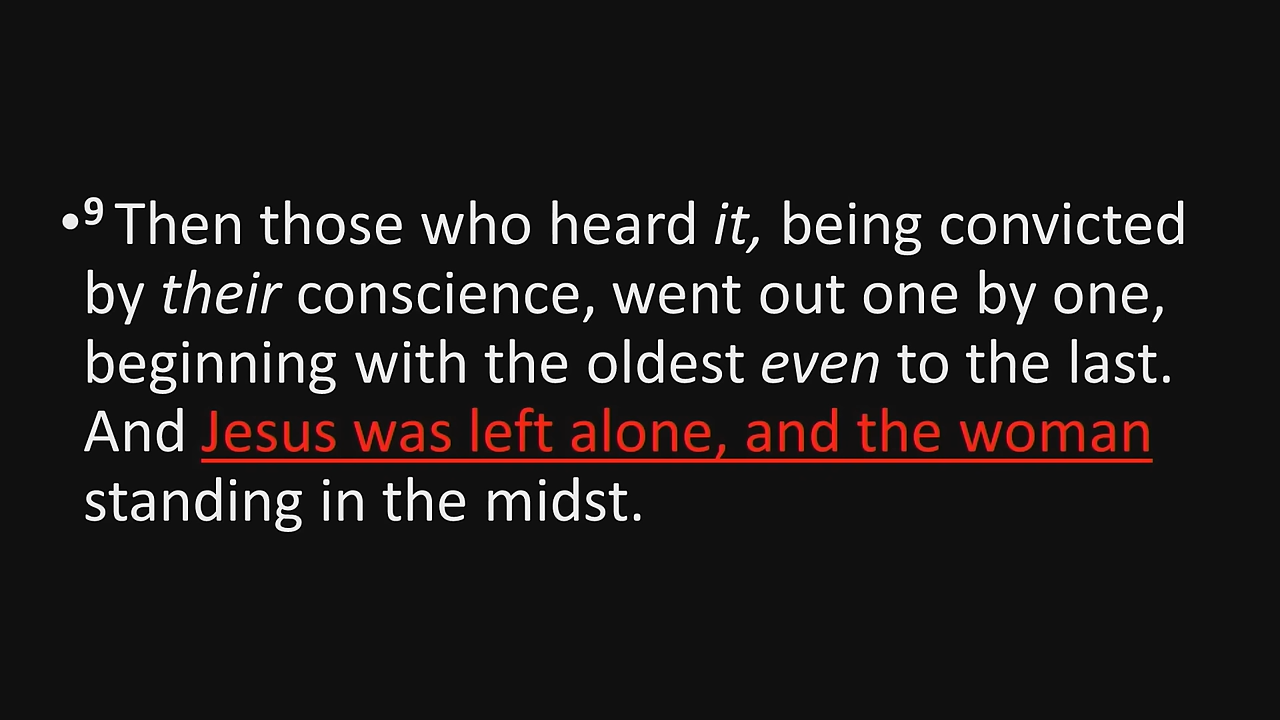 •9 Then those who heard it, being convicted
by their conscience, went out one by one,
beginning with the oldest even to the last.
And Jesus was left alone, and the woman
standing in the midst.